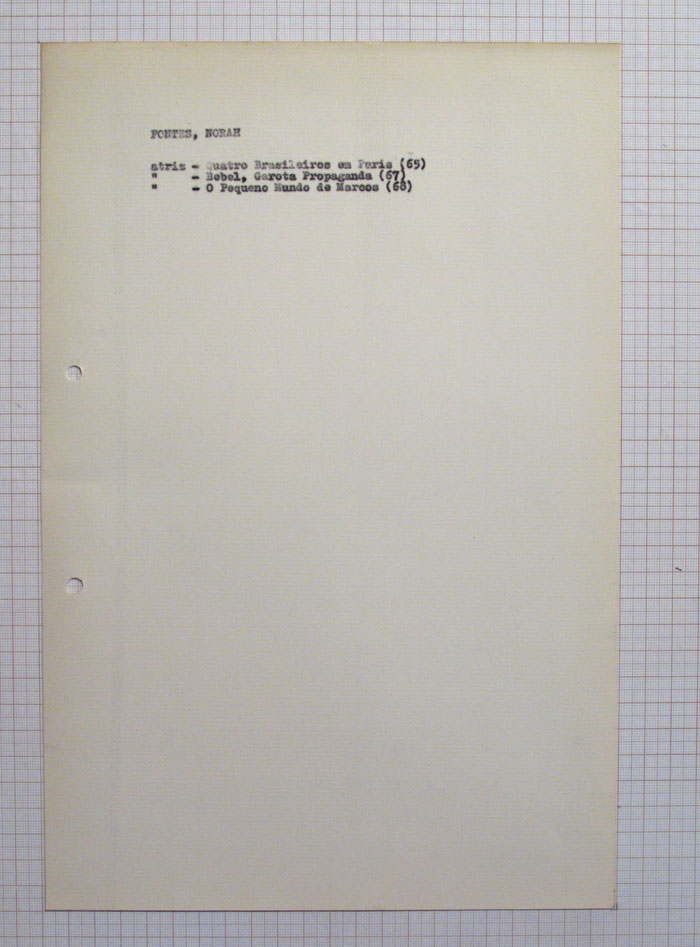 FONTES, NORAH
atriz - Quatro Brasileiros em Paris (65)
" - Bebel, Garota Propaganda (67)
" - O Pequeno Mundo de Marcos (68)